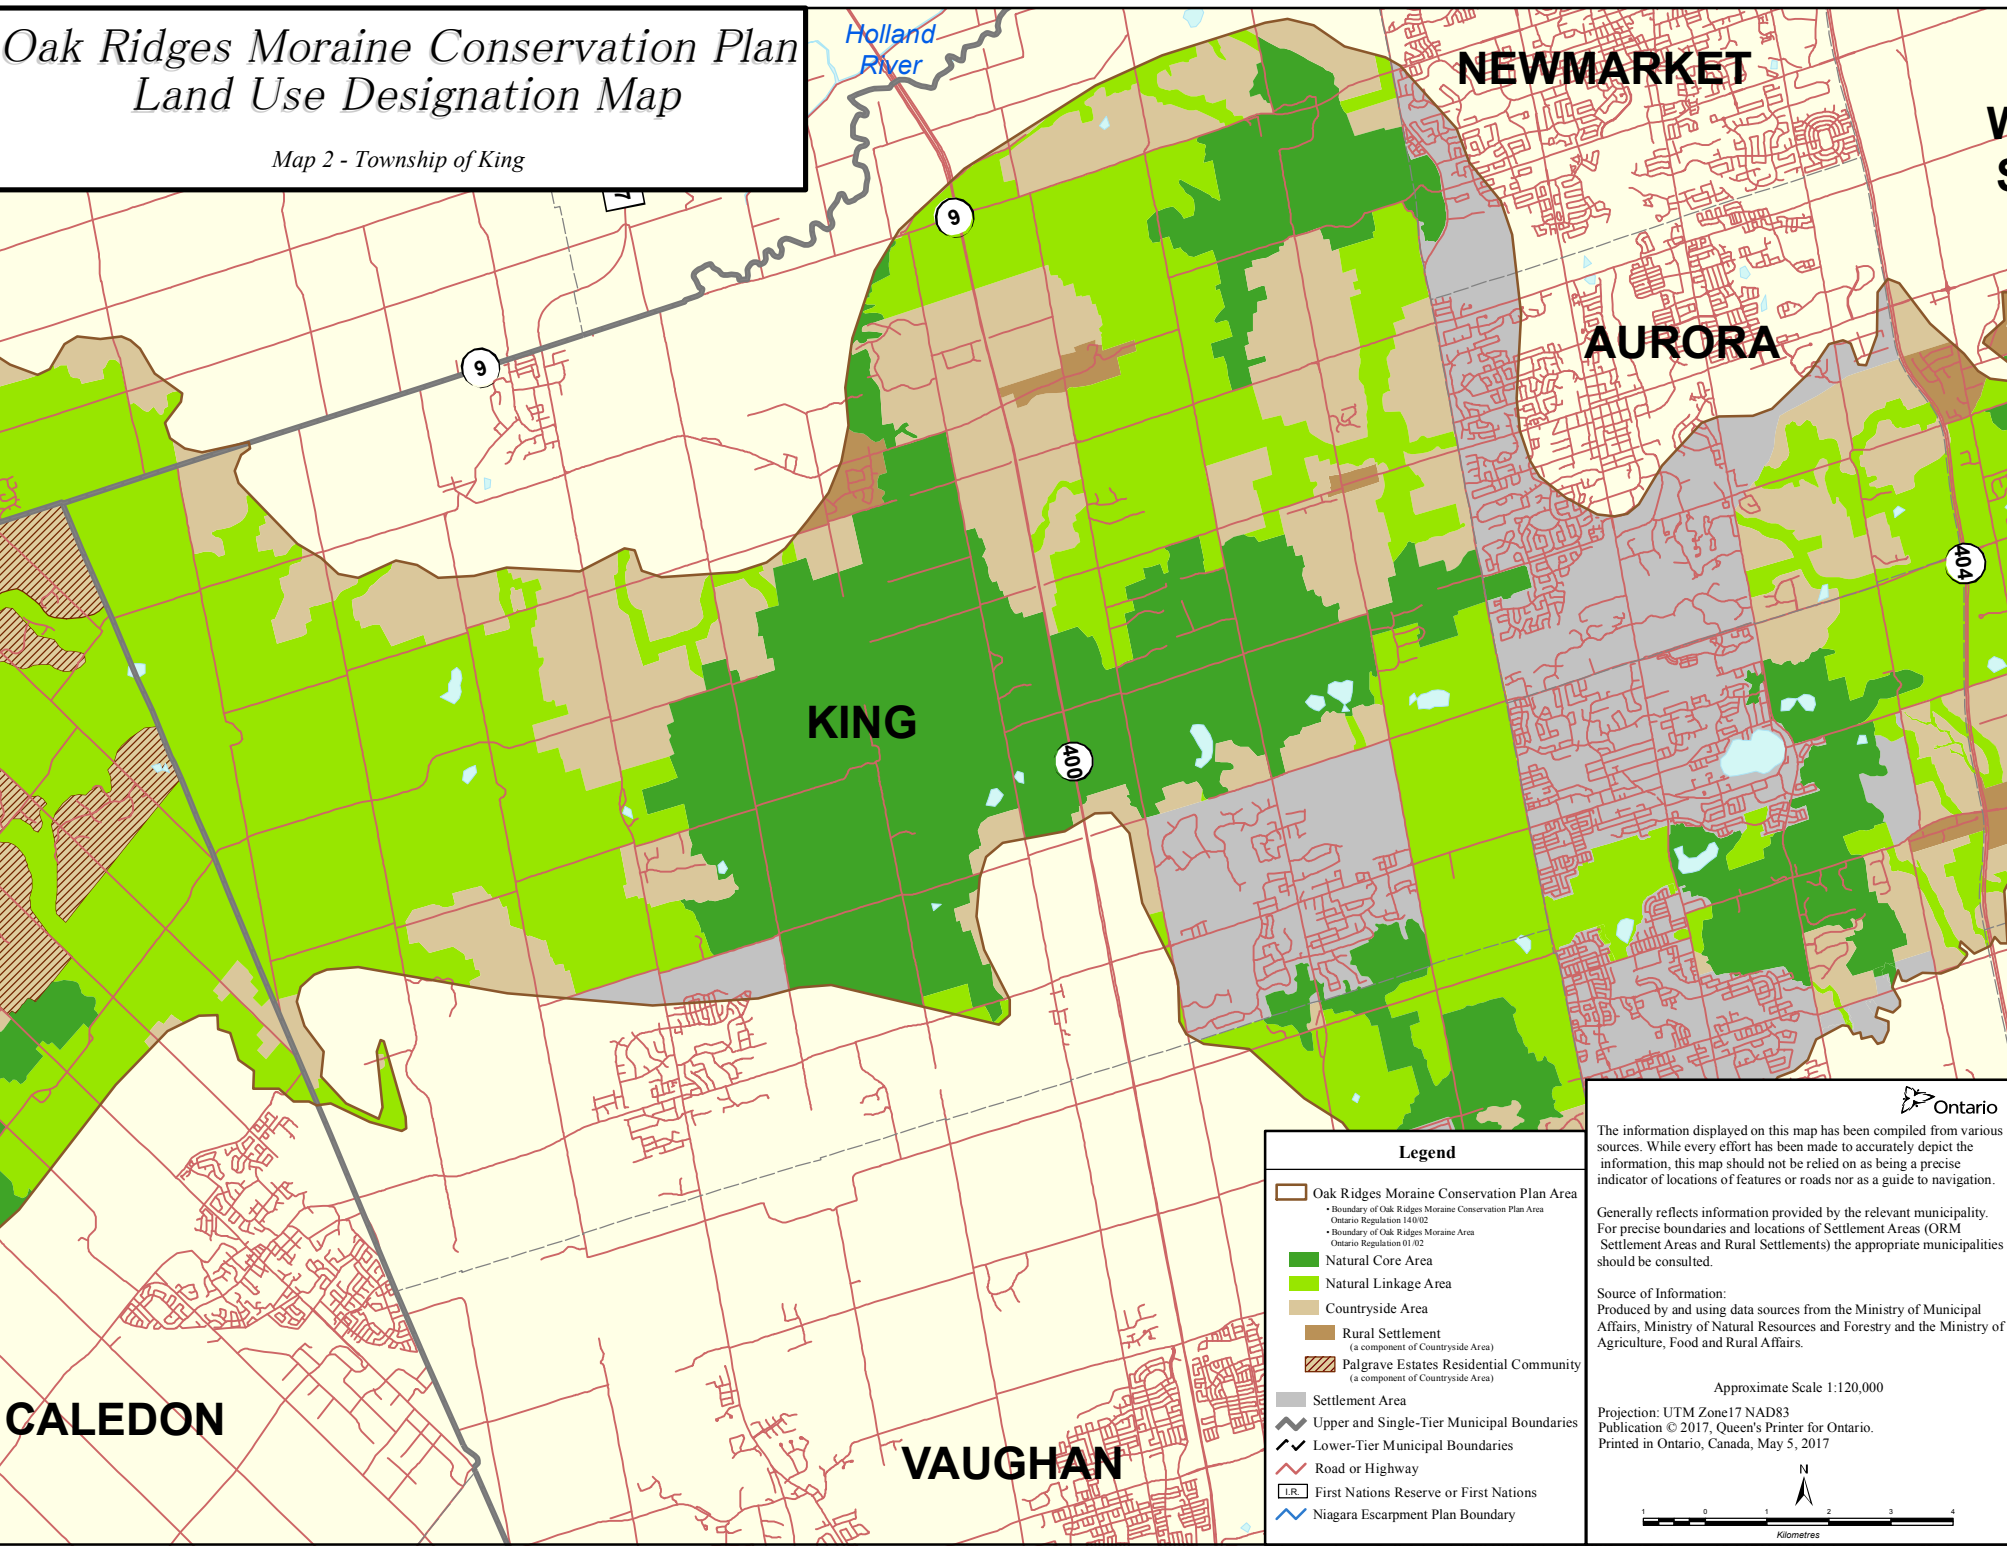 Oak Ridges Moraine Conservation Plan
Land Use Designation Map
Map 2 - Township of King
Holland
River
NEWMARKET
W
S
7
9
9
AURORA
404
KING
400
CALEDON
VAUGHAN
Legend
Oak Ridges Moraine Conservation Plan Area
• Boundary of Oak Ridges Moraine Conservation Plan Area
Ontario Regulation 140/02
• Boundary of Oak Ridges Moraine Area
Ontario Regulation 01/02
Natural Core Area
Natural Linkage Area
Countryside Area
Rural Settlement
(a component of Countryside Area)
Palgrave Estates Residential Community
(a component of Countryside Area)
Settlement Area
Upper and Single-Tier Municipal Boundaries
Lower-Tier Municipal Boundaries
Road or Highway
I.R. First Nations Reserve or First Nations
Niagara Escarpment Plan Boundary
Ontario
The information displayed on this map has been compiled from various
sources. While every effort has been made to accurately depict the
information, this map should not be relied on as being a precise
indicator of locations of features or roads nor as a guide to navigation.
Generally reflects information provided by the relevant municipality.
For precise boundaries and locations of Settlement Areas (ORM
Settlement Areas and Rural Settlements) the appropriate municipalities
should be consulted.
Source of Information:
Produced by and using data sources from the Ministry of Municipal
Affairs, Ministry of Natural Resources and Forestry and the Ministry of
Agriculture, Food and Rural Affairs.
Approximate Scale 1:120,000
Projection: UTM Zone17 NAD83
Publication © 2017, Queen's Printer for Ontario.
Printed in Ontario, Canada, May 5, 2017
N
1 0 1 2 3 4
Kilometres